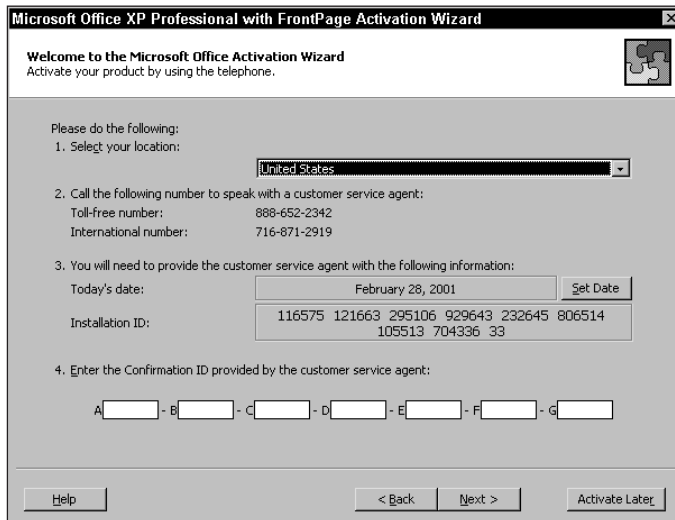 Microsoft Office XP Professional with FrontPage Activation Wizard
Welcome to the Microsoft Office Activation Wizard
Activate your product by using the telephone.
Please do the following:
1. Select your location:
United States
2. Call the following number to speak with a customer service agent:
Toll-free number: 888-652-2342
International number: 716-871-2919
3. You will need to provide the customer service agent with the following information:
Today's date: February 28, 2001 Set Date
Installation ID: 116575 121663 295106 929643 232645 806514
105513 704336 33
4. Enter the Confirmation ID provided by the customer service agent:
A - B - C - D - E - F - G
Help < Back Next > Activate Later